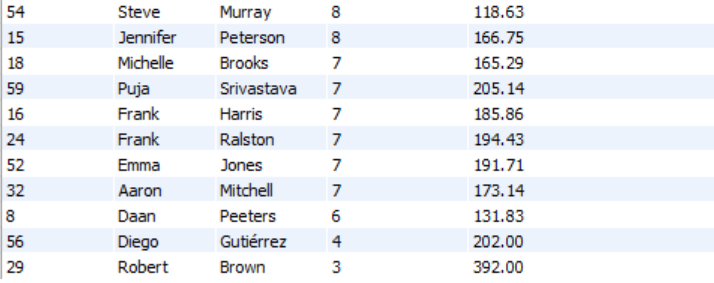 54 Steve Murray 8 118.63
15 Jennifer Peterson 8 166.75
18 Michelle Brooks 7 165.29
59 Puja Srivastava 7 205.14
16 Frank Harris 7 185.86
24 Frank Ralston 7 194.43
52 Emma Jones 7 191.71
32 Aaron Mitchell 7 173.14
8 Daan Peeters 6 131.83
56 Diego Gutiérrez 4 202.00
29 Robert Brown 3 392.00